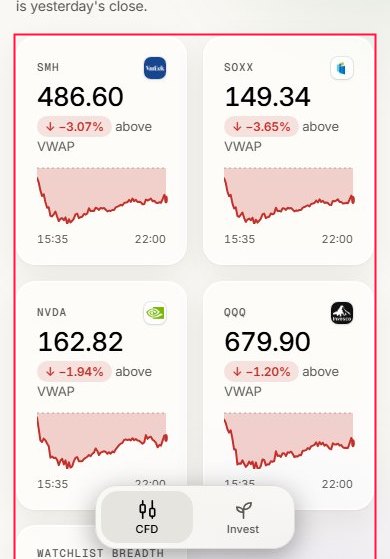 is yesterday's close.
SMH
SOXX
486.60
149.34
↓ −3.07% above
VWAP
↓ −3.65% above
VWAP
15:35 22:00
15:35 22:00
NVDA
QQQ
Invesco
162.82
679.90
↓ −1.94% above
VWAP
↓ −1.20% above
VWAP
15:35 22:00
15:35 22:00
CFD
Invest
WATCHLIST BREADTH